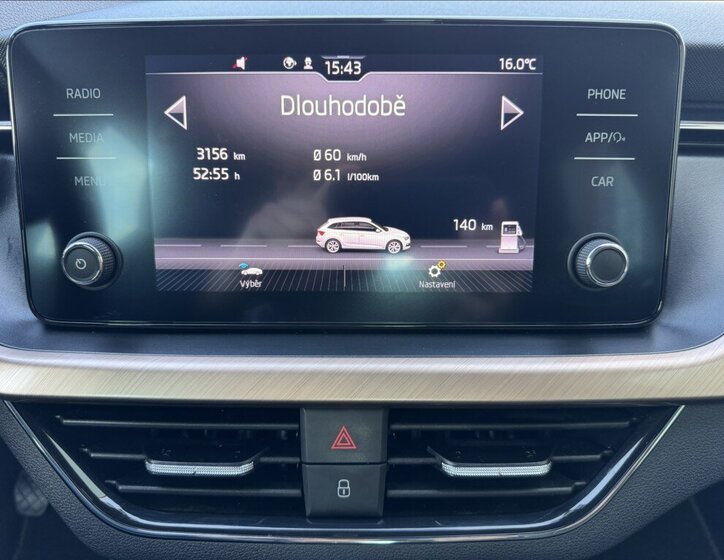 15:43 16.0°C
Dlouhodobě
3156 km Ø 60 km/h
52:55 h Ø 6.1 l/100km
140 km
Výběr Nastavení
RADIO
MEDIA
MENU
PHONE
APP/
CAR